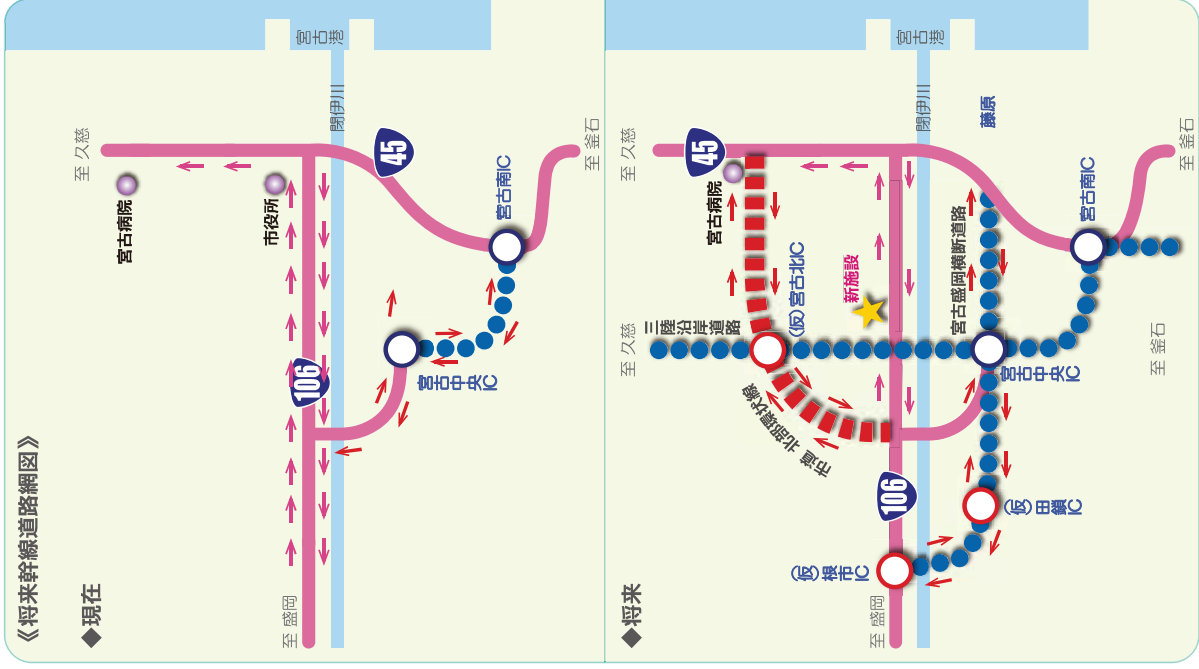 《将来幹線道路網図》
◆現在
至 久慈
宮古病院
市役所
45
宮古港
閉伊川
106
至 盛岡
宮古中央IC
宮古南IC
至 釜石
◆将来
至 久慈
45
宮古病院
至 久慈
三陸沿岸道路
(仮)宮古北IC
新施設
市道 北部環状線
宮古港
閉伊川
藤原
宮古盛岡横断道路
106
至 盛岡
(仮)根市IC
(仮)田鎖IC
宮古中央IC
宮古南IC
至 釜石
至 釜石